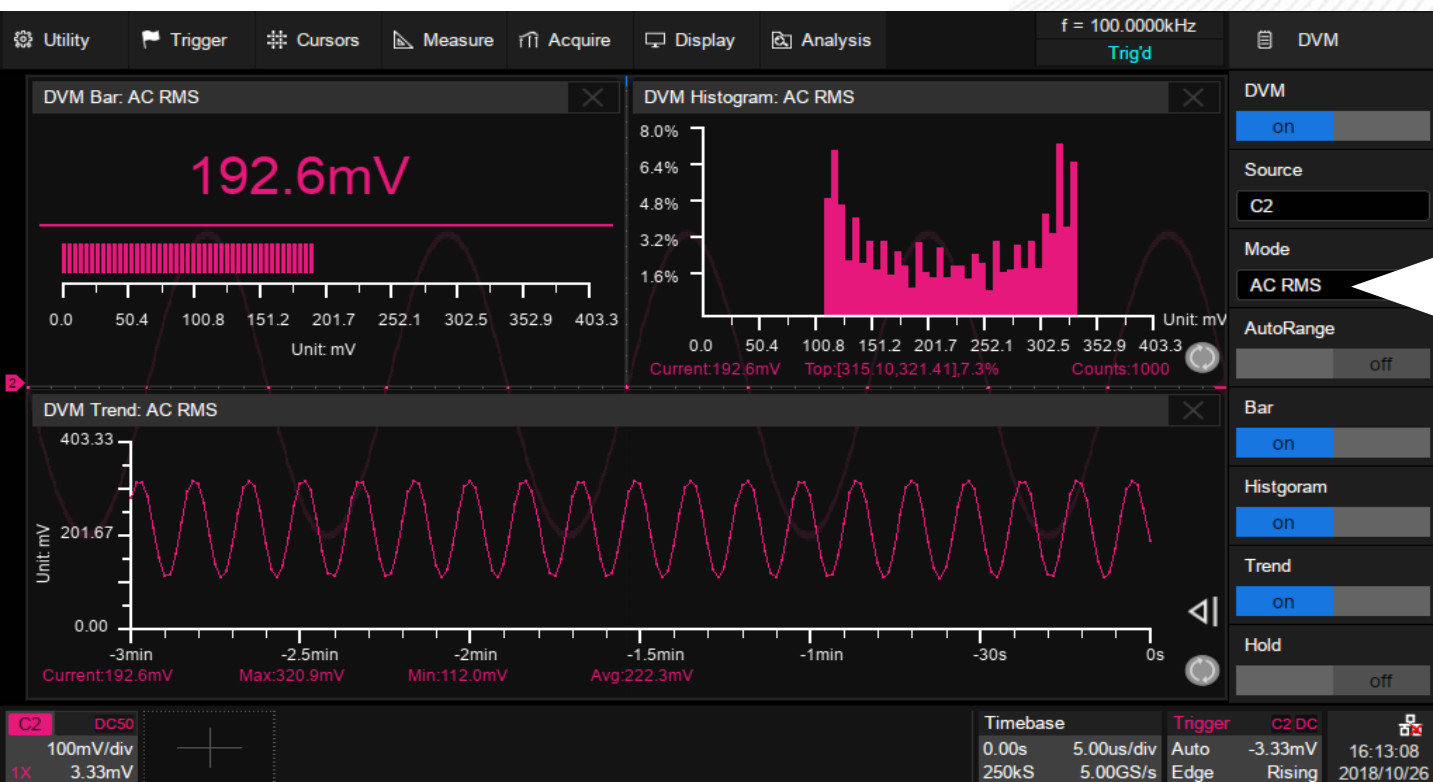 Utility Trigger Cursors Measure Acquire Display Analysis
f = 100.0000kHz
Trig'd
DVM
DVM Bar: AC RMS
192.6mV
0.0 50.4 100.8 151.2 201.7 252.1 302.5 352.9 403.3
Unit: mV
DVM Histogram: AC RMS
8.0%
6.4%
4.8%
3.2%
1.6%
Unit: mV
0.0 50.4 100.8 151.2 201.7 252.1 302.5 352.9 403.3
Current:192.6mV Top:[315.10,321.41],7.3% Counts:1000
2
DVM Trend: AC RMS
403.33
201.67
0.00
Unit: mV
-3min -2.5min -2min -1.5min -1min -30s 0s
Current:192.6mV Max:320.9mV Min:112.0mV Avg:222.3mV
DVM
on
Source
C2
Mode
AC RMS
AutoRange
off
Bar
on
Histgoram
on
Trend
on
Hold
off
C2 DC50
100mV/div
1X 3.33mV
Timebase
0.00s 5.00us/div
250kS 5.00GS/s
Trigger C2 DC
Auto -3.33mV
Edge Rising
16:13:08
2018/10/26